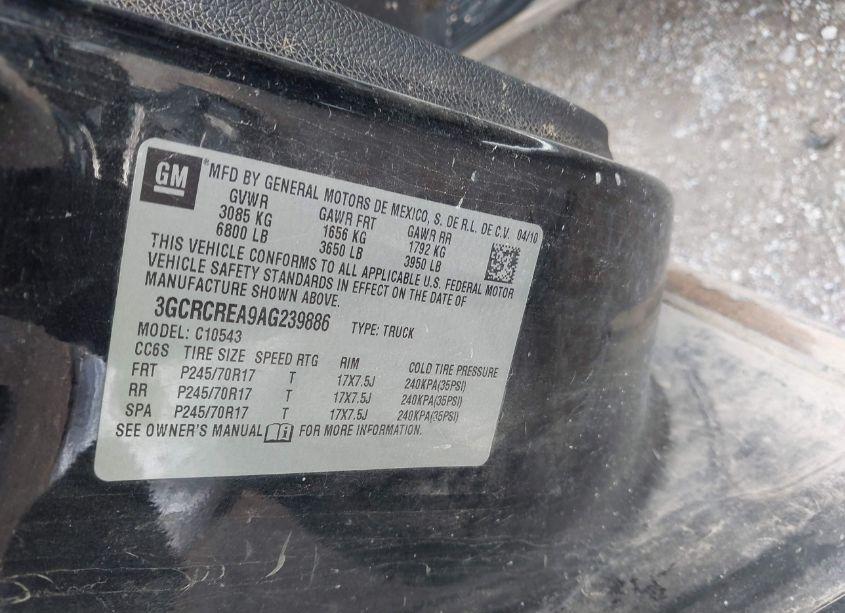 GM
® MFD BY GENERAL MOTORS DE MEXICO, S. DE R.L. DE C.V. 04/10
GVWR GAWR FRT GAWR RR
3085 KG 1656 KG 1792 KG
6800 LB 3650 LB 3950 LB
THIS VEHICLE CONFORMS TO ALL APPLICABLE U.S. FEDERAL MOTOR
VEHICLE SAFETY STANDARDS IN EFFECT ON THE DATE OF
MANUFACTURE SHOWN ABOVE.
3GCRCREA9AG239886 TYPE: TRUCK
MODEL: C10543
CC6S TIRE SIZE SPEED RTG RIM COLD TIRE PRESSURE
FRT P245/70R17 T 17X7.5J 240KPA(35PSI)
RR P245/70R17 T 17X7.5J 240KPA(35PSI)
SPA P245/70R17 T 17X7.5J 240KPA(35PSI)
SEE OWNER'S MANUAL FOR MORE INFORMATION.